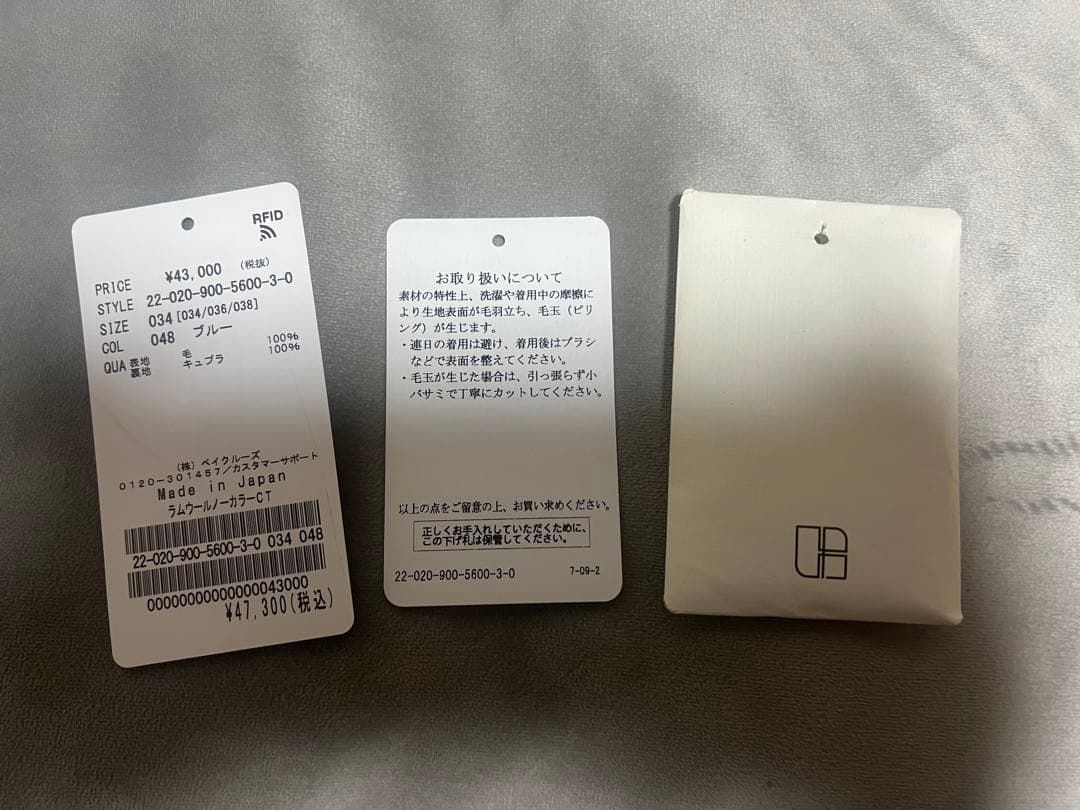 RFID
PRICE ¥43,000 (税抜)
STYLE 22-020-900-5600-3-0
SIZE 034 [034/036/038]
COL 048 ブルー
QUA 表地 毛 100%
裏地 キュプラ 100%
(株)ベイクルーズ
0120-301457/カスタマーサポート
Made in Japan
ラムウールノーカラーCT
22-020-900-5600-3-0 034 048
0000000000000043000
¥47,300(税込)
お取り扱いについて
素材の特性上、洗濯や着用中の摩擦に
より生地表面が毛羽立ち、毛玉(ピリ
ング)が生じます。
・連日の着用は避け、着用後はブラシ
などで表面を整えてください。
・毛玉が生じた場合は、引っ張らず小
バサミで丁寧にカットしてください。
以上の点をご留意の上、お買い求めください。
正しくお手入れしていただくために、
この下げ札は保管してください。
22-020-900-5600-3-0 7-09-2